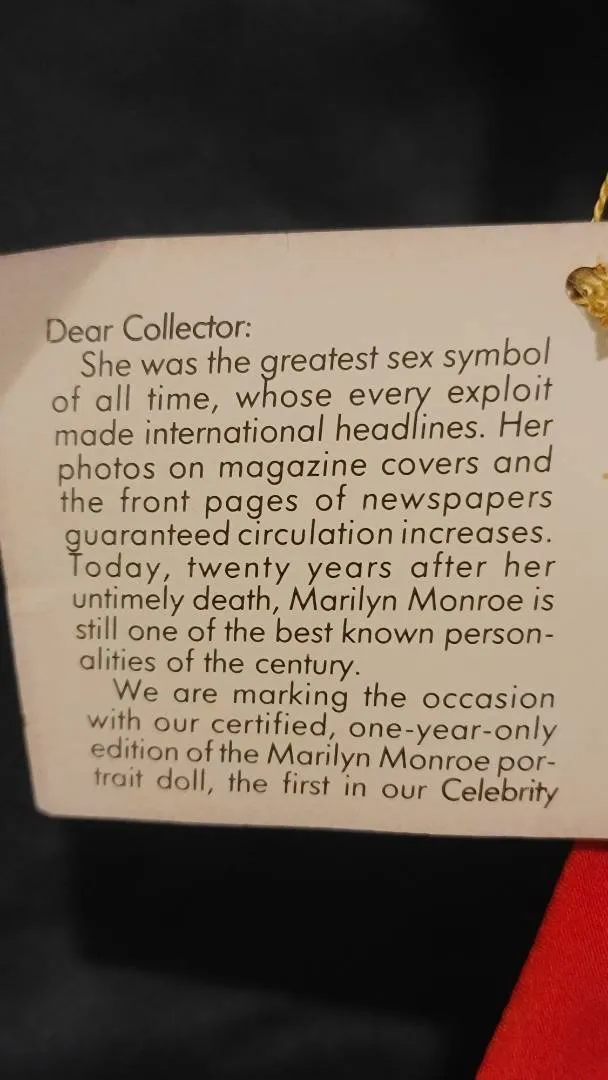 Dear Collector:
She was the greatest sex symbol
of all time, whose every exploit
made international headlines. Her
photos on magazine covers and
the front pages of newspapers
guaranteed circulation increases.
Today, twenty years after her
untimely death, Marilyn Monroe is
still one of the best known person-
alities of the century.
We are marking the occasion
with our certified, one-year-only
edition of the Marilyn Monroe por-
trait doll, the first in our Celebrity